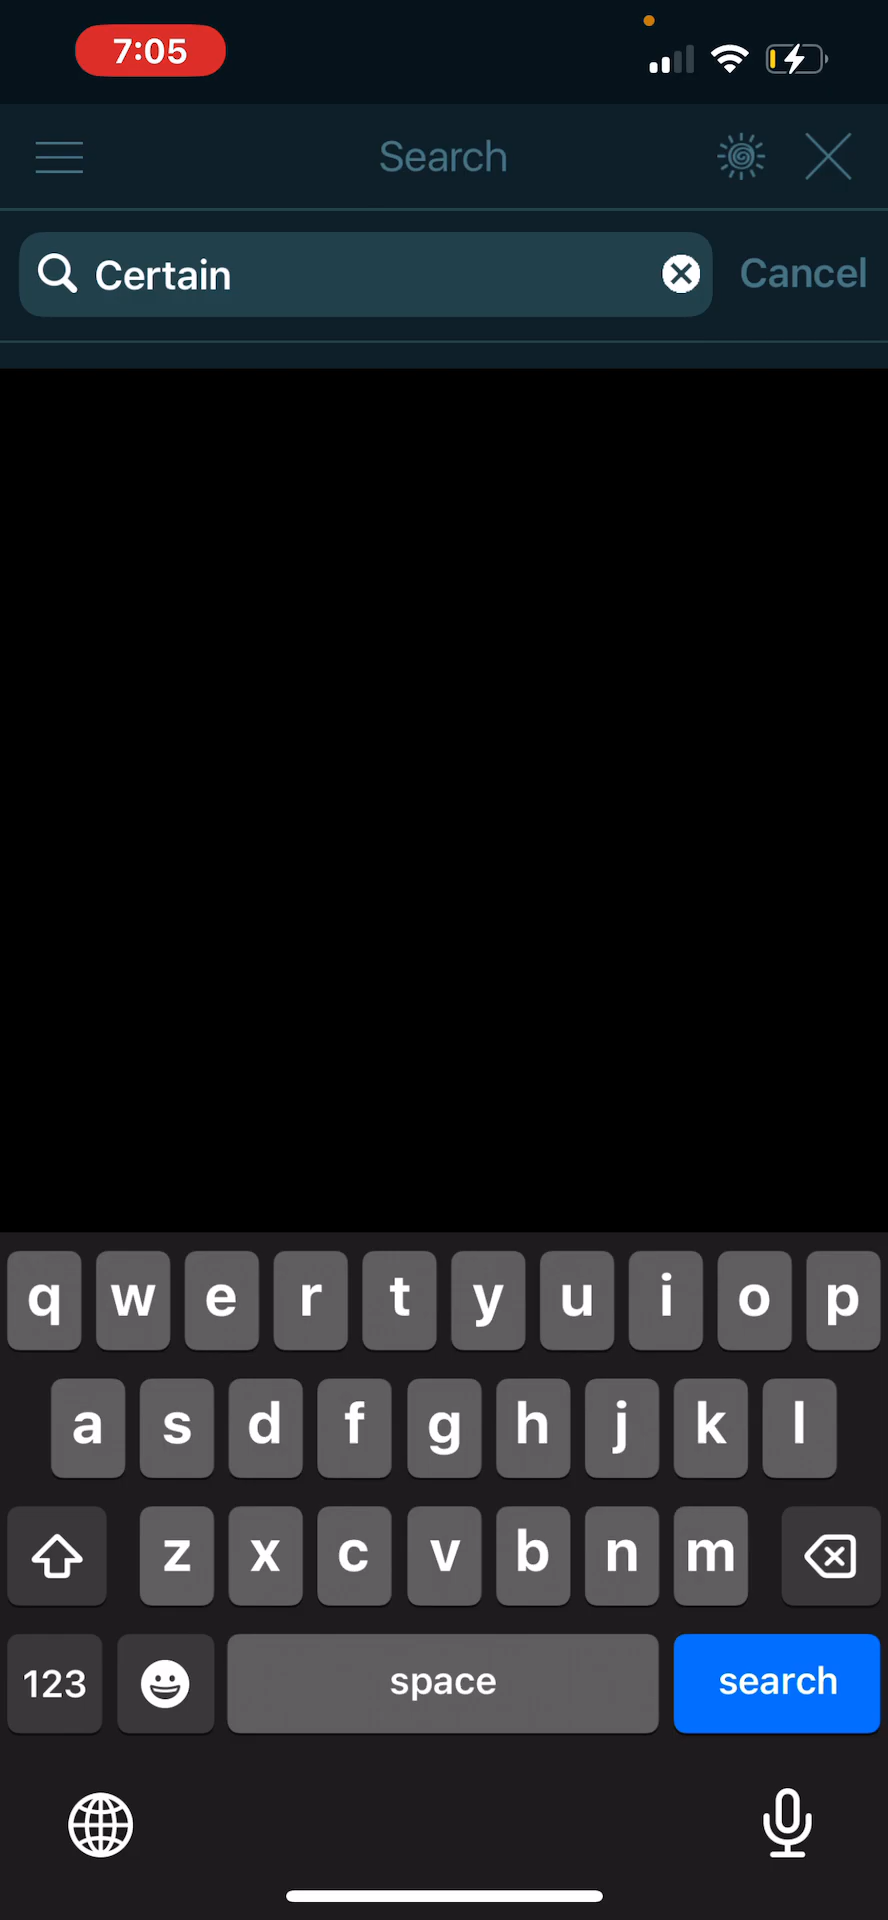 7:05
Search
Certain Cancel
q w e r t y u i o p
a s d f g h j k l
z x c v b n m
123 space search